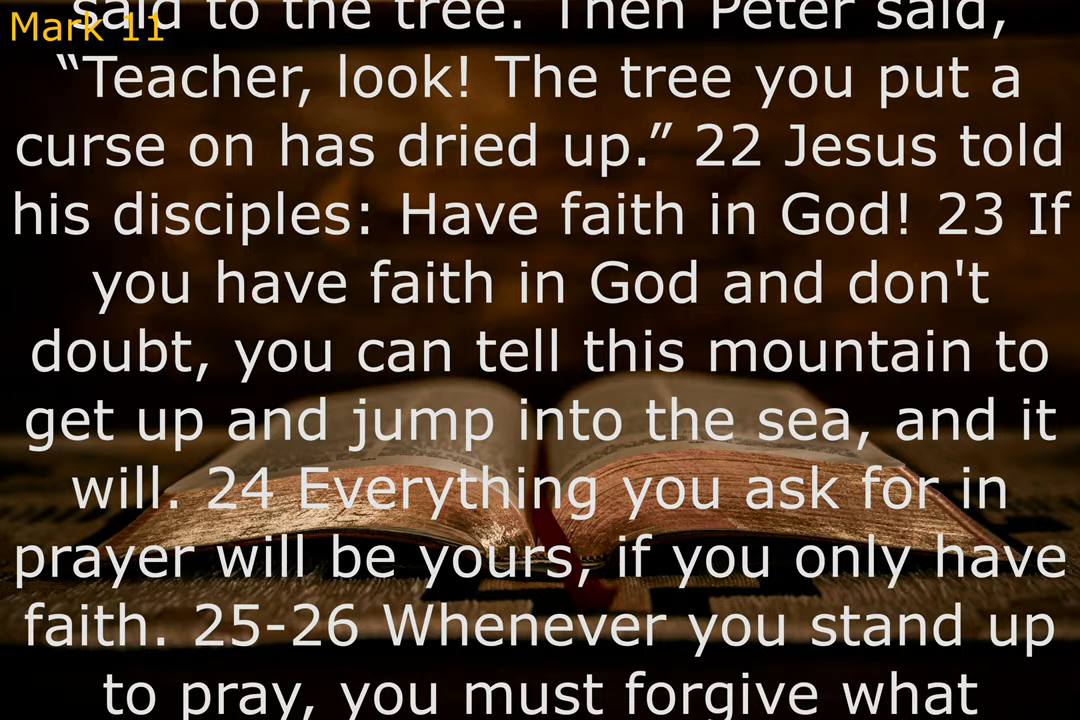 Mark 11
said to the tree. Then Peter said,
“Teacher, look! The tree you put a
curse on has dried up.” 22 Jesus told
his disciples: Have faith in God! 23 If
you have faith in God and don't
doubt, you can tell this mountain to
get up and jump into the sea, and it
will. 24 Everything you ask for in
prayer will be yours, if you only have
faith. 25-26 Whenever you stand up
to pray, you must forgive what